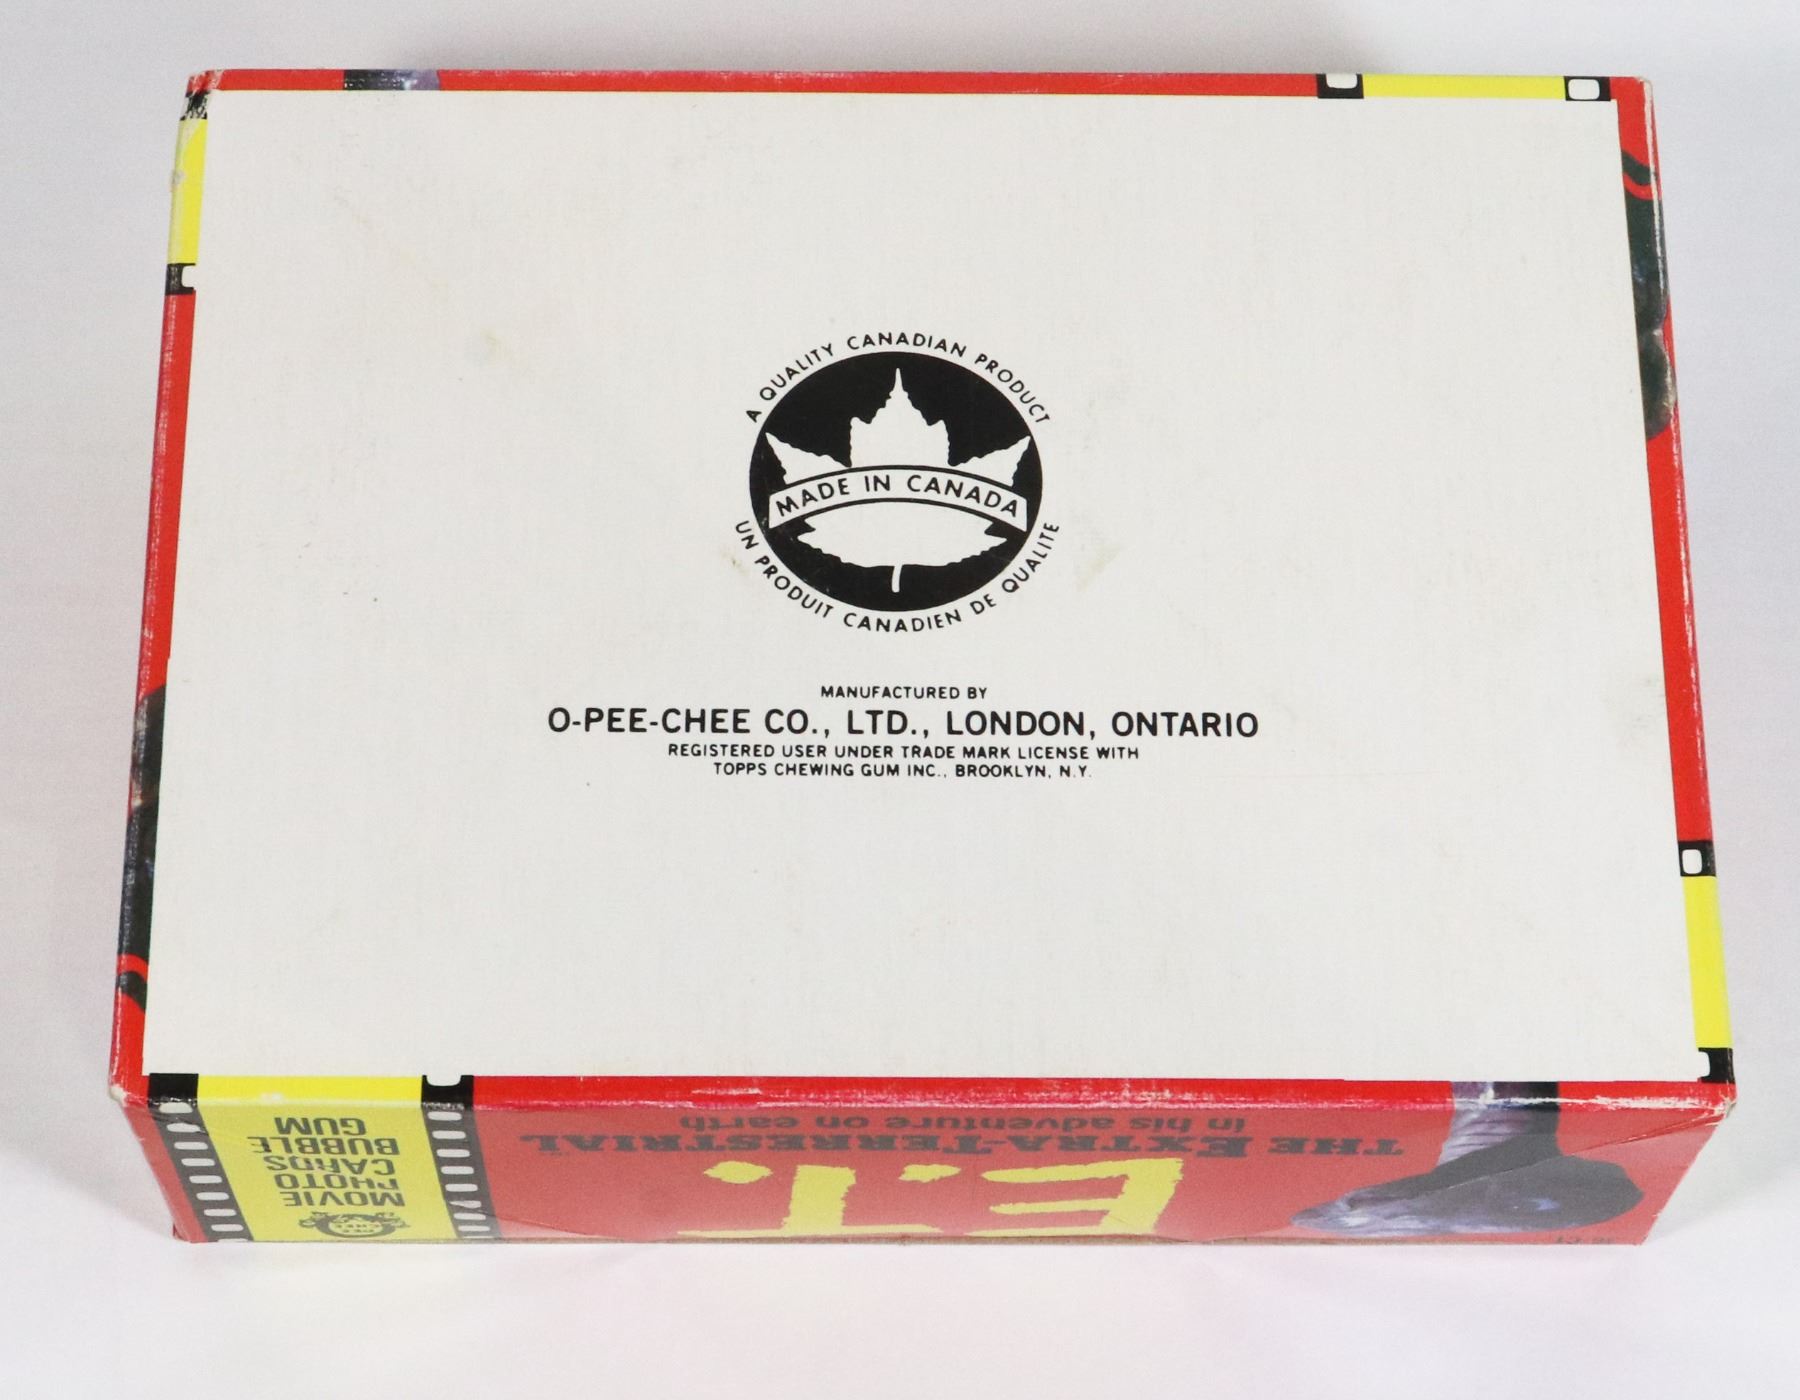 A QUALITY CANADIAN PRODUCT
MADE IN CANADA
UN PRODUIT CANADIEN DE QUALITE
MANUFACTURED BY
O-PEE-CHEE CO., LTD., LONDON, ONTARIO
REGISTERED USER UNDER TRADE MARK LICENSE WITH
TOPPS CHEWING GUM INC., BROOKLYN, N.Y.
E.T.
THE EXTRA-TERRESTRIAL
in his adventure on earth
MOVIE
PHOTO
CARDS
BUBBLE
GUM